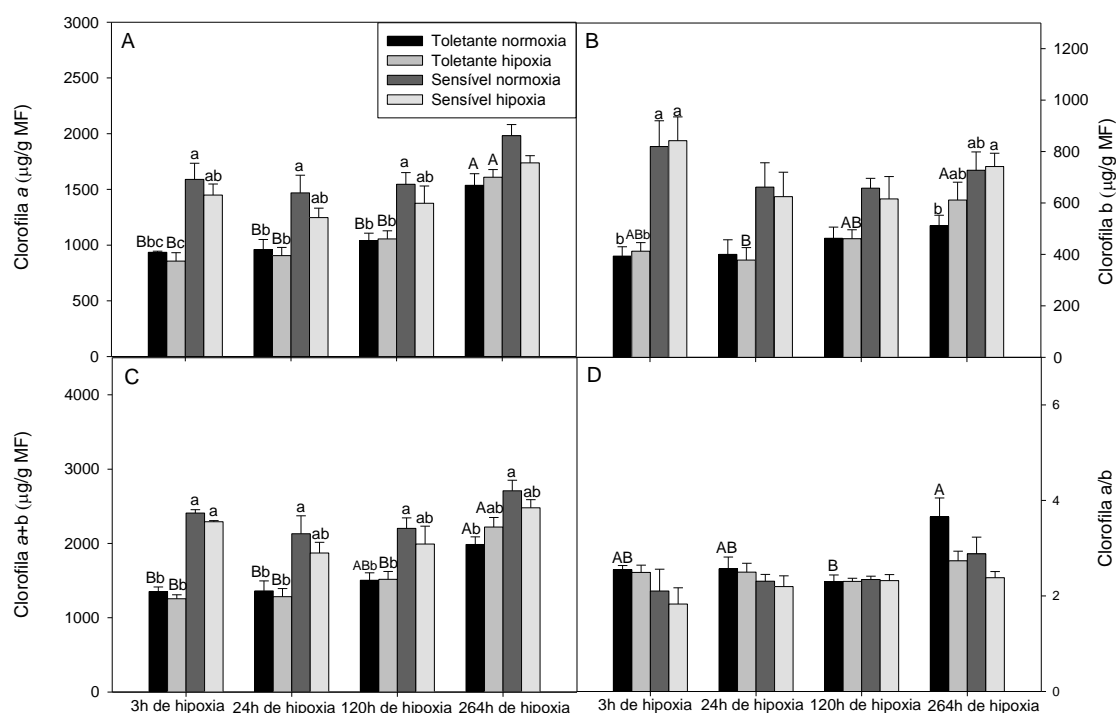 A
3000
2500
2000
1500
1000
500
0
Clorofila a (µg/g MF)
Toletante normoxia
Toletante hipoxia
Sensível normoxia
Sensível hipoxia
Bbc Bc a ab
Bb Bb a ab
Bb Bb a ab
A A
B
1200
1000
800
600
400
200
0
Clorofila b (µg/g MF)
b ABb a a
B
AB
b Aab ab a
C
4000
3000
2000
1000
0
Clorofila a+b (µg/g MF)
Bb Bb a a
Bb Bb a ab
ABb Bb a ab
Ab Aab a ab
3h de hipoxia 24h de hipoxia 120h de hipoxia 264h de hipoxia
D
6
4
2
0
Clorofila a/b
AB
AB
B
A
3h de hipoxia 24h de hipoxia 120h de hipoxia 264h de hipoxia